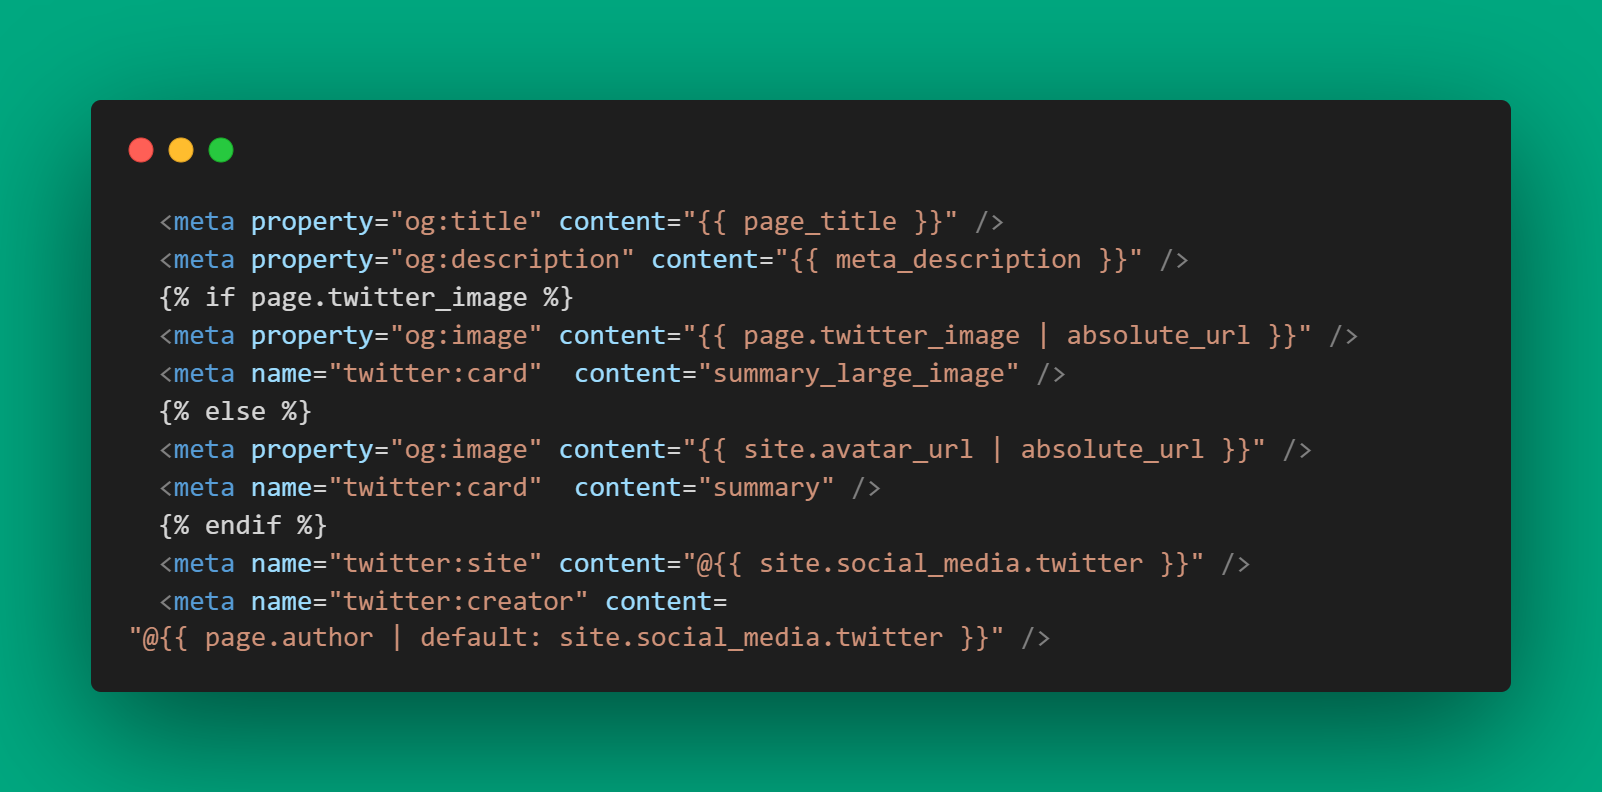 <meta property="og:title" content="{{ page_title }}" />
<meta property="og:description" content="{{ meta_description }}" />
{% if page.twitter_image %}
<meta property="og:image" content="{{ page.twitter_image | absolute_url }}" />
<meta name="twitter:card"  content="summary_large_image" />
{% else %}
<meta property="og:image" content="{{ site.avatar_url | absolute_url }}" />
<meta name="twitter:card"  content="summary" />
{% endif %}
<meta name="twitter:site" content="@{{ site.social_media.twitter }}" />
<meta name="twitter:creator" content=
"@{{ page.author | default: site.social_media.twitter }}" />